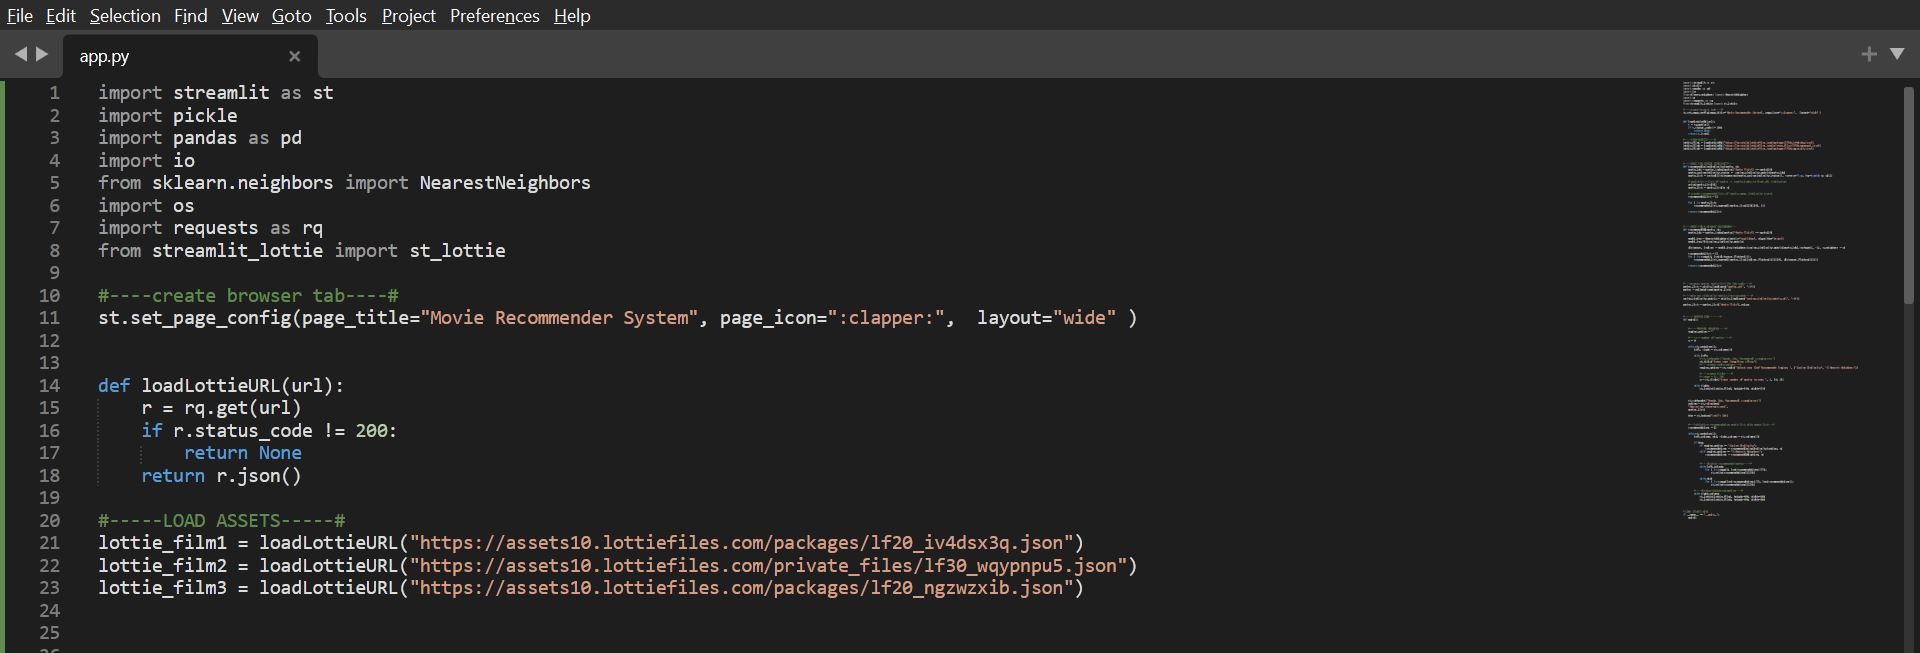 File Edit Selection Find View Goto Tools Project Preferences Help
app.py
1 import streamlit as st
2 import pickle
3 import pandas as pd
4 import io
5 from sklearn.neighbors import NearestNeighbors
6 import os
7 import requests as rq
8 from streamlit_lottie import st_lottie
9
10 #----create browser tab----#
11 st.set_page_config(page_title="Movie Recommender System", page_icon=":clapper:",  layout="wide" )
12
13
14 def loadLottieURL(url):
15     r = rq.get(url)
16     if r.status_code != 200:
17         return None
18     return r.json()
19
20 #-----LOAD ASSETS-----#
21 lottie_film1 = loadLottieURL("https://assets10.lottiefiles.com/packages/lf20_iv4dsx3q.json")
22 lottie_film2 = loadLottieURL("https://assets10.lottiefiles.com/private_files/lf30_wqypnpu5.json")
23 lottie_film3 = loadLottieURL("https://assets10.lottiefiles.com/packages/lf20_ngzwzxib.json")
24
25